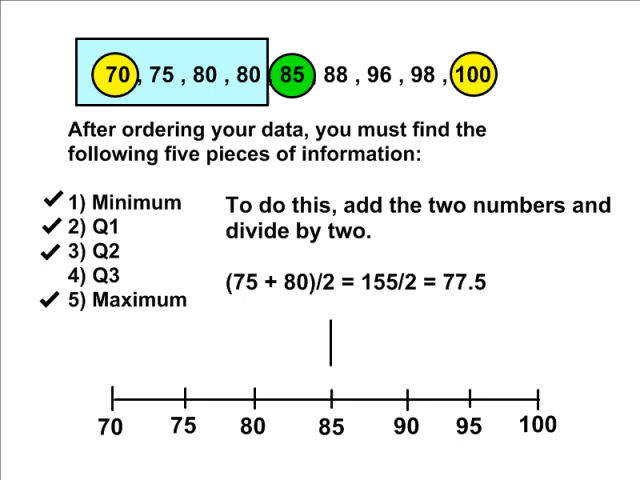 70 , 75 , 80 , 80 85 88 , 96 , 98 , 100
After ordering your data, you must find the
following five pieces of information:
1) Minimum
2) Q1
3) Q2
4) Q3
5) Maximum
To do this, add the two numbers and
divide by two.
(75 + 80)/2 = 155/2 = 77.5
70 75 80 85 90 95 100